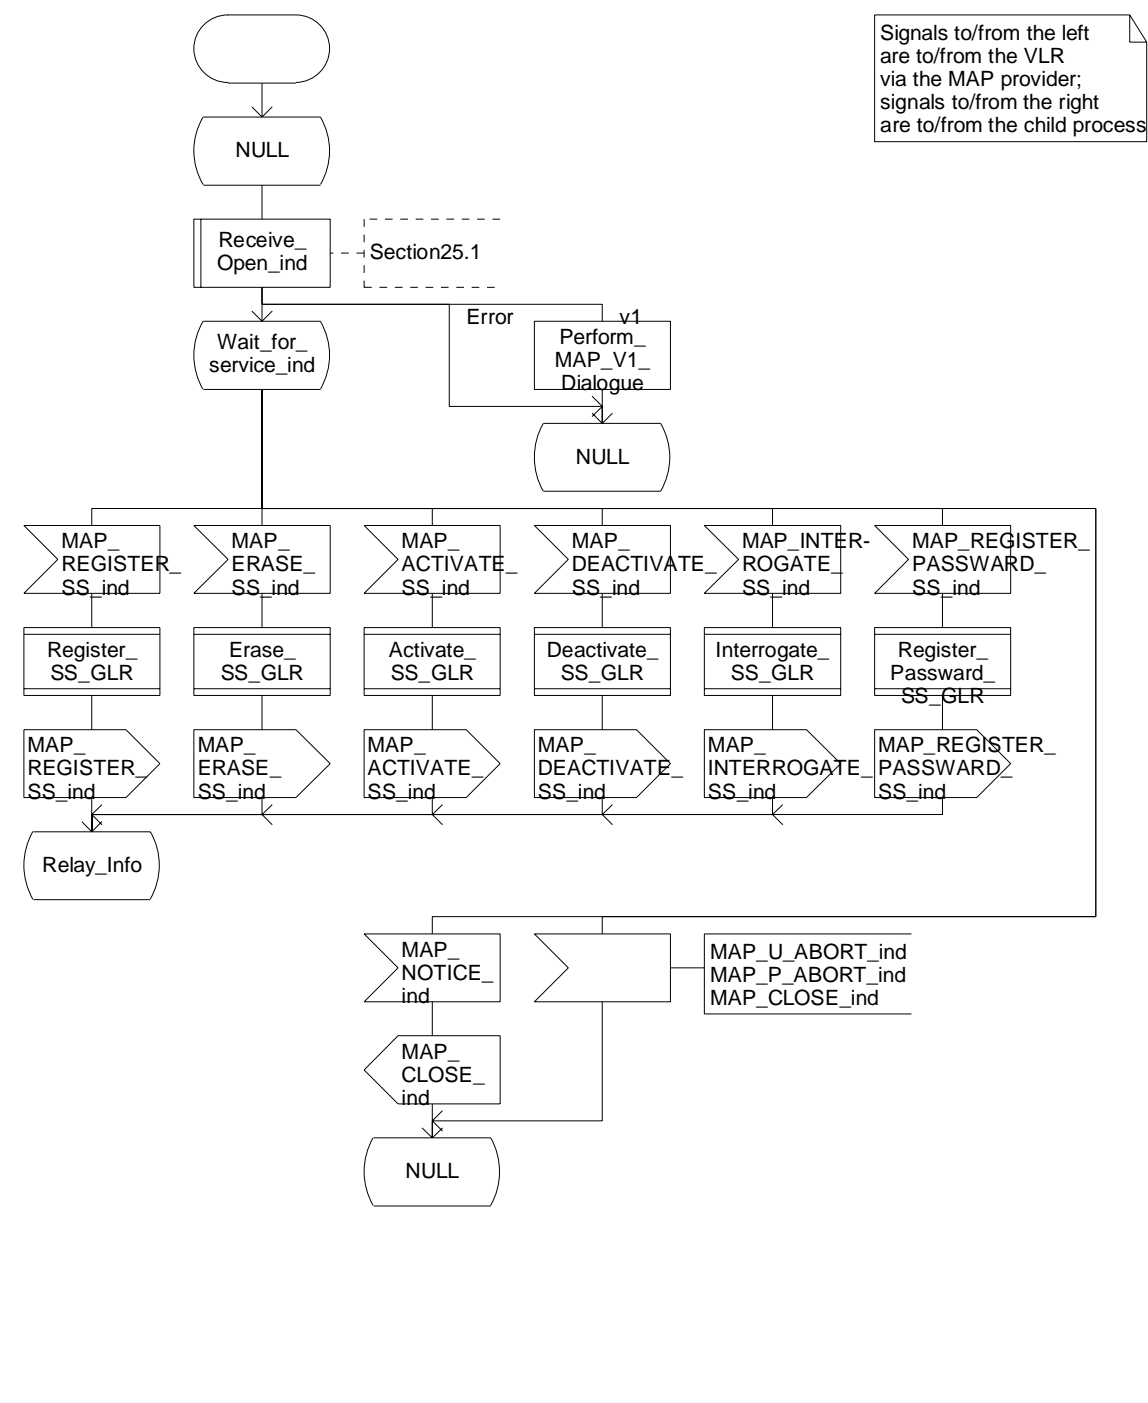 Signals to/from the left
are to/from the VLR
via the MAP provider;
signals to/from the right
are to/from the child process
NULL
Receive_
Open_ind
Section25.1
Error
v1
Wait_for_
service_ind
Perform_
MAP_V1_
Dialogue
NULL
MAP_
REGISTER_
SS_ind
MAP_
ERASE_
SS_ind
MAP_
ACTIVATE_
SS_ind
MAP_
DEACTIVATE_
SS_ind
MAP_INTER-
ROGATE_
SS_ind
MAP_REGISTER_
PASSWARD_
SS_ind
Register_
SS_GLR
Erase_
SS_GLR
Activate_
SS_GLR
Deactivate_
SS_GLR
Interrogate_
SS_GLR
Register_
Passward_
SS_GLR
MAP_
REGISTER_
SS_ind
MAP_
ERASE_
SS_ind
MAP_
ACTIVATE_
SS_ind
MAP_
DEACTIVATE_
SS_ind
MAP_
INTERROGATE_
SS_ind
MAP_REGISTER_
PASSWARD_
SS_ind
Relay_Info
MAP_
NOTICE_
ind
MAP_U_ABORT_ind
MAP_P_ABORT_ind
MAP_CLOSE_ind
MAP_
CLOSE_
ind
NULL